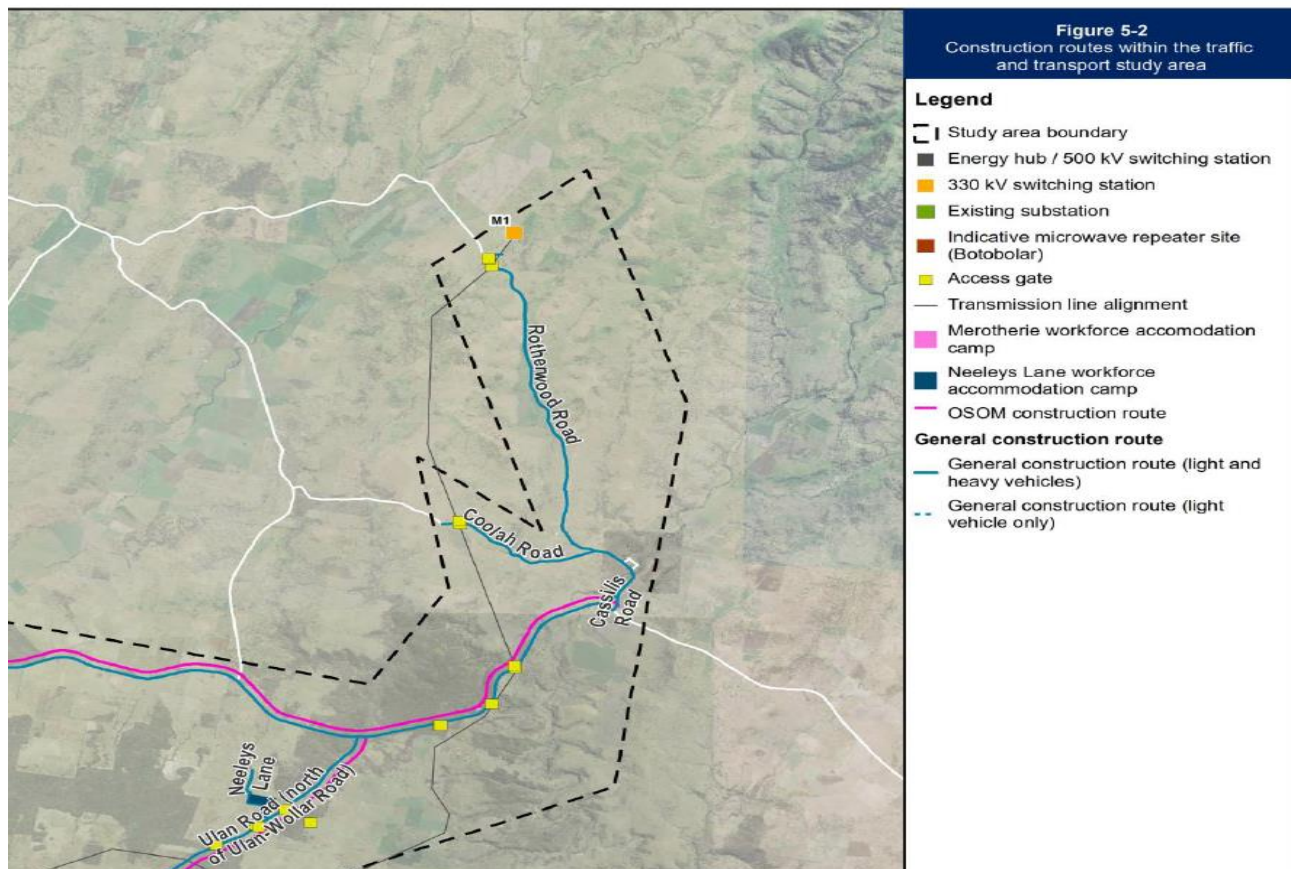 Figure 5-2
Construction routes within the traffic
and transport study area
Legend
Study area boundary
Energy hub / 500 kV switching station
330 kV switching station
Existing substation
Indicative microwave repeater site
(Botobolar)
Access gate
Transmission line alignment
Merotherie workforce accomodation
camp
Neeleys Lane workforce
accommodation camp
OSOM construction route
General construction route
General construction route (light and
heavy vehicles)
General construction route (light
vehicle only)
M1
Rotherwood Road
Coolah Road
Cassilis
Road
Neeleys
Lane
Ulan Road (north
of Ulan-Wollar Road)